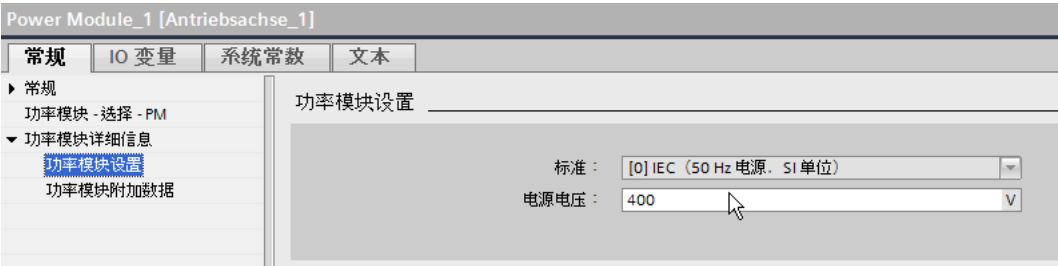 Power Module_1 [Antriebsachse_1]
常规 IO 变量 系统常数 文本
常规
功率模块 - 选择 - PM
功率模块详细信息
功率模块设置
功率模块附加数据
功率模块设置
标准： [0] IEC（50 Hz 电源．SI 单位）
电源电压： 400 V